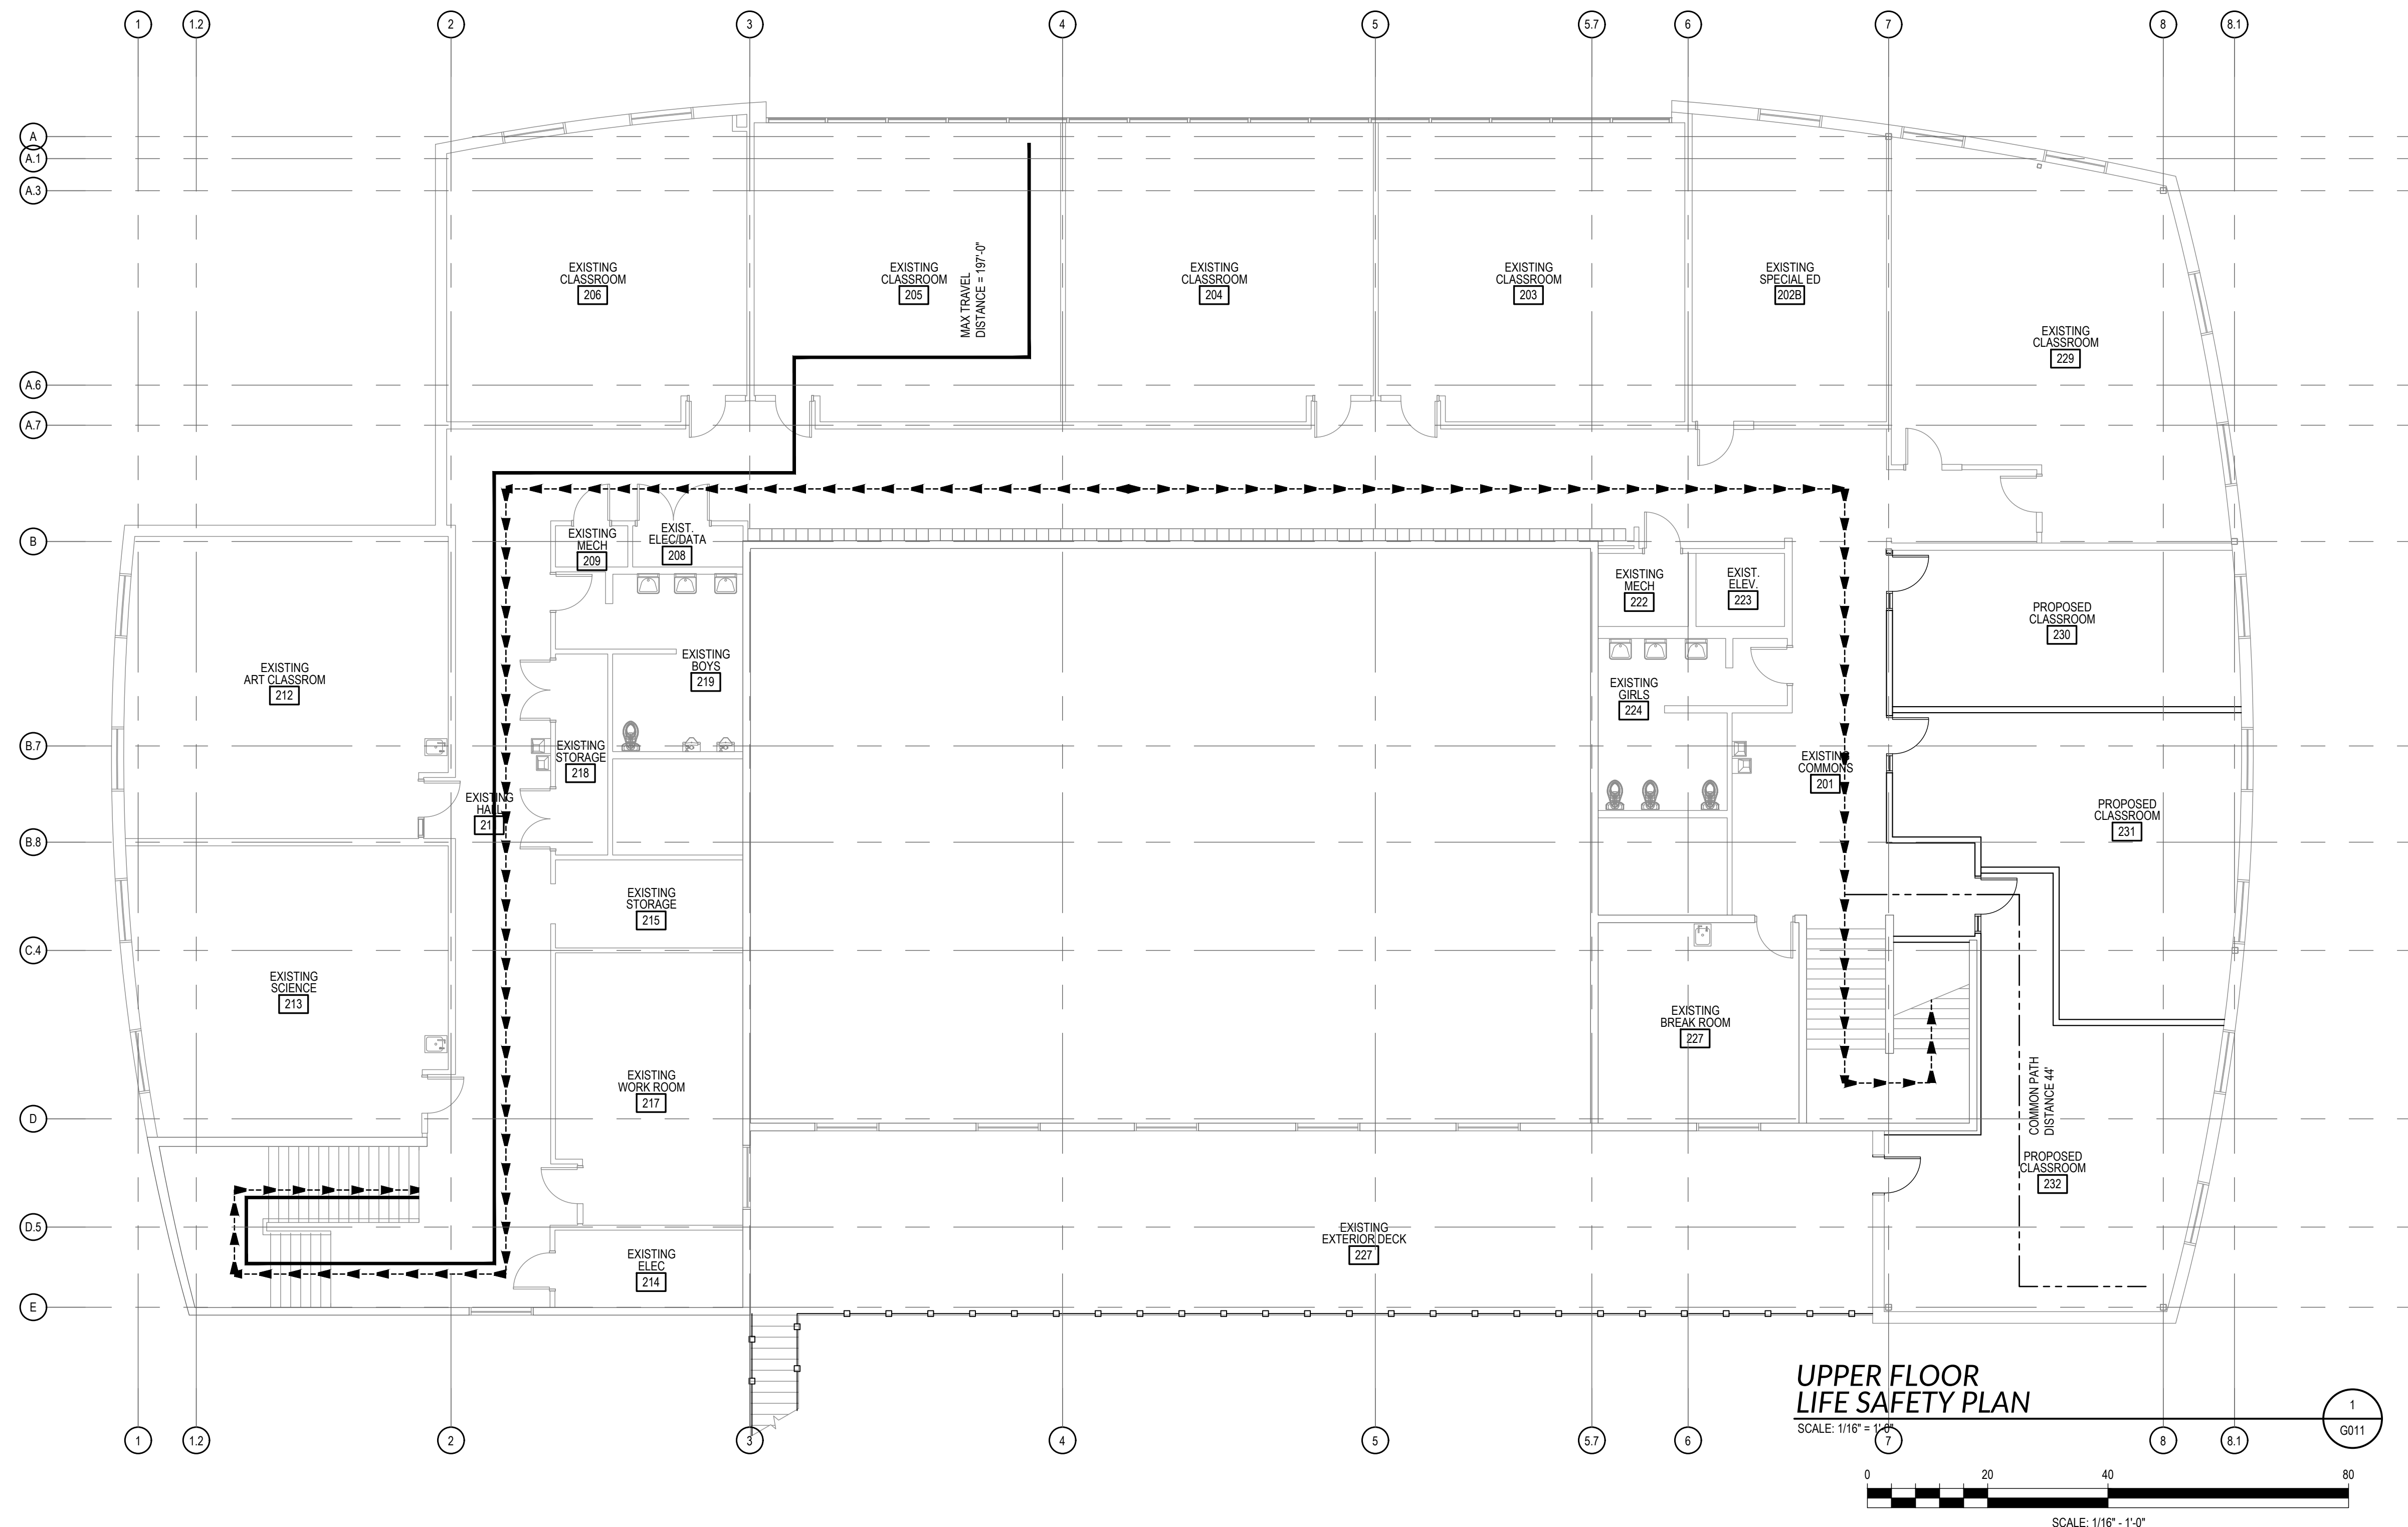 1
1.2
2
3
4
5
5.7
6
7
8
8.1
A
A.1
A.3
A.6
A.7
B
B.7
B.8
C.4
D
D.5
E
EXISTING
CLASSROOM
206
EXISTING
CLASSROOM
205
MAX TRAVEL
DISTANCE = 197'-0"
EXISTING
CLASSROOM
204
EXISTING
CLASSROOM
203
EXISTING
SPECIAL ED
202B
EXISTING
CLASSROOM
229
EXISTING
MECH
209
EXIST.
ELEC/DATA
208
EXISTING
MECH
222
EXIST.
ELEV.
223
PROPOSED
CLASSROOM
230
EXISTING
ART CLASSROM
212
EXISTING
BOYS
219
EXISTING
GIRLS
224
EXISTING
STORAGE
218
EXISTING
COMMONS
201
EXISTING
HALL
PROPOSED
CLASSROOM
231
EXISTING
STORAGE
215
EXISTING
SCIENCE
213
EXISTING
BREAK ROOM
227
EXISTING
WORK ROOM
217
COMMON PATH
DISTANCE 44'
PROPOSED
CLASSROOM
232
EXISTING
EXTERIOR DECK
227
EXISTING
ELEC
214
UPPER FLOOR
LIFE SAFETY PLAN
SCALE: 1/16" = 1'-0"
1
G011
1
1.2
2
3
4
5
5.7
6
7
8
8.1
0
20
40
80
SCALE: 1/16" - 1'-0"